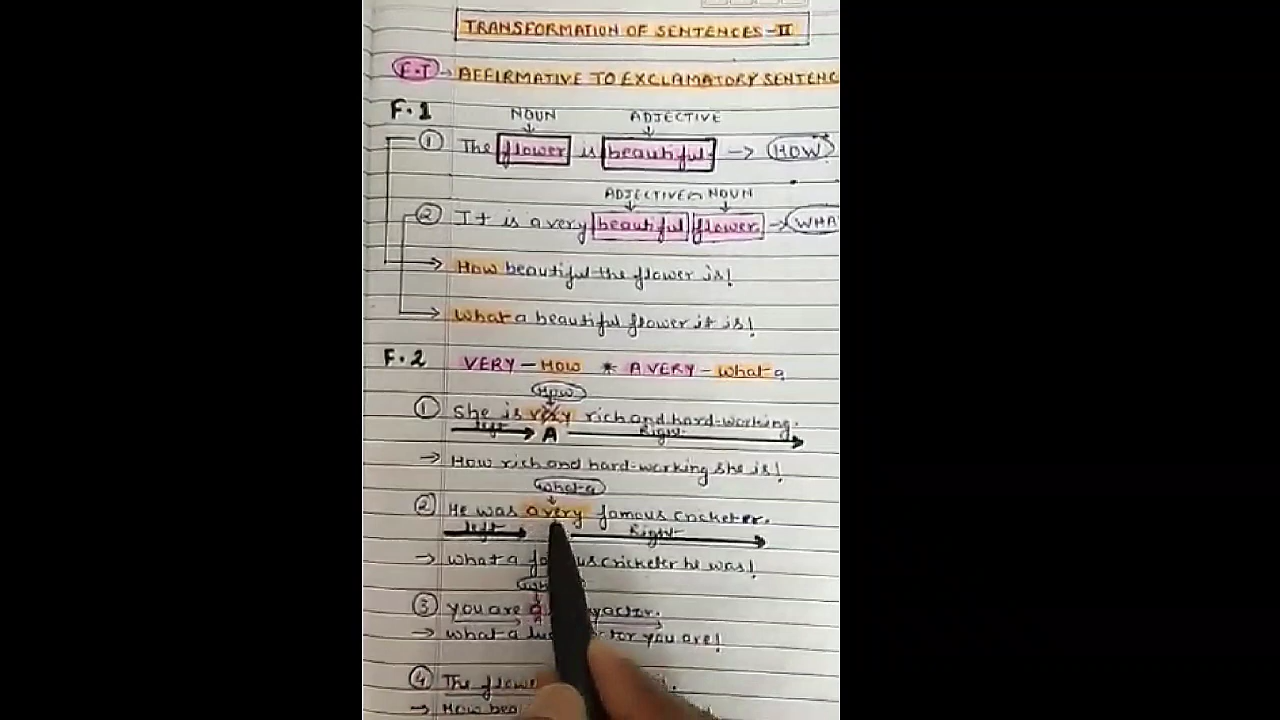 TRANSFORMATION OF SENTENCES-II
F.T → AFFIRMATIVE TO EXCLAMATORY SENTENC
F.1 NOUN ADJECTIVE
① The flower is beautiful. → HOW
ADJECTIVE NOUN
② It is a very beautiful flower. → WHA
→ How beautiful the flower is!
→ What a beautiful flower it is!
F.2 VERY - HOW * A VERY - what a
How
① She is very rich and hard-working.
left A Right
→ How rich and hard-working she is!
what a
② He was a very famous cricketer.
left Right
→ what a cricketer he was!
③ you are a actor.
→ what a you are!
④ The
→ How